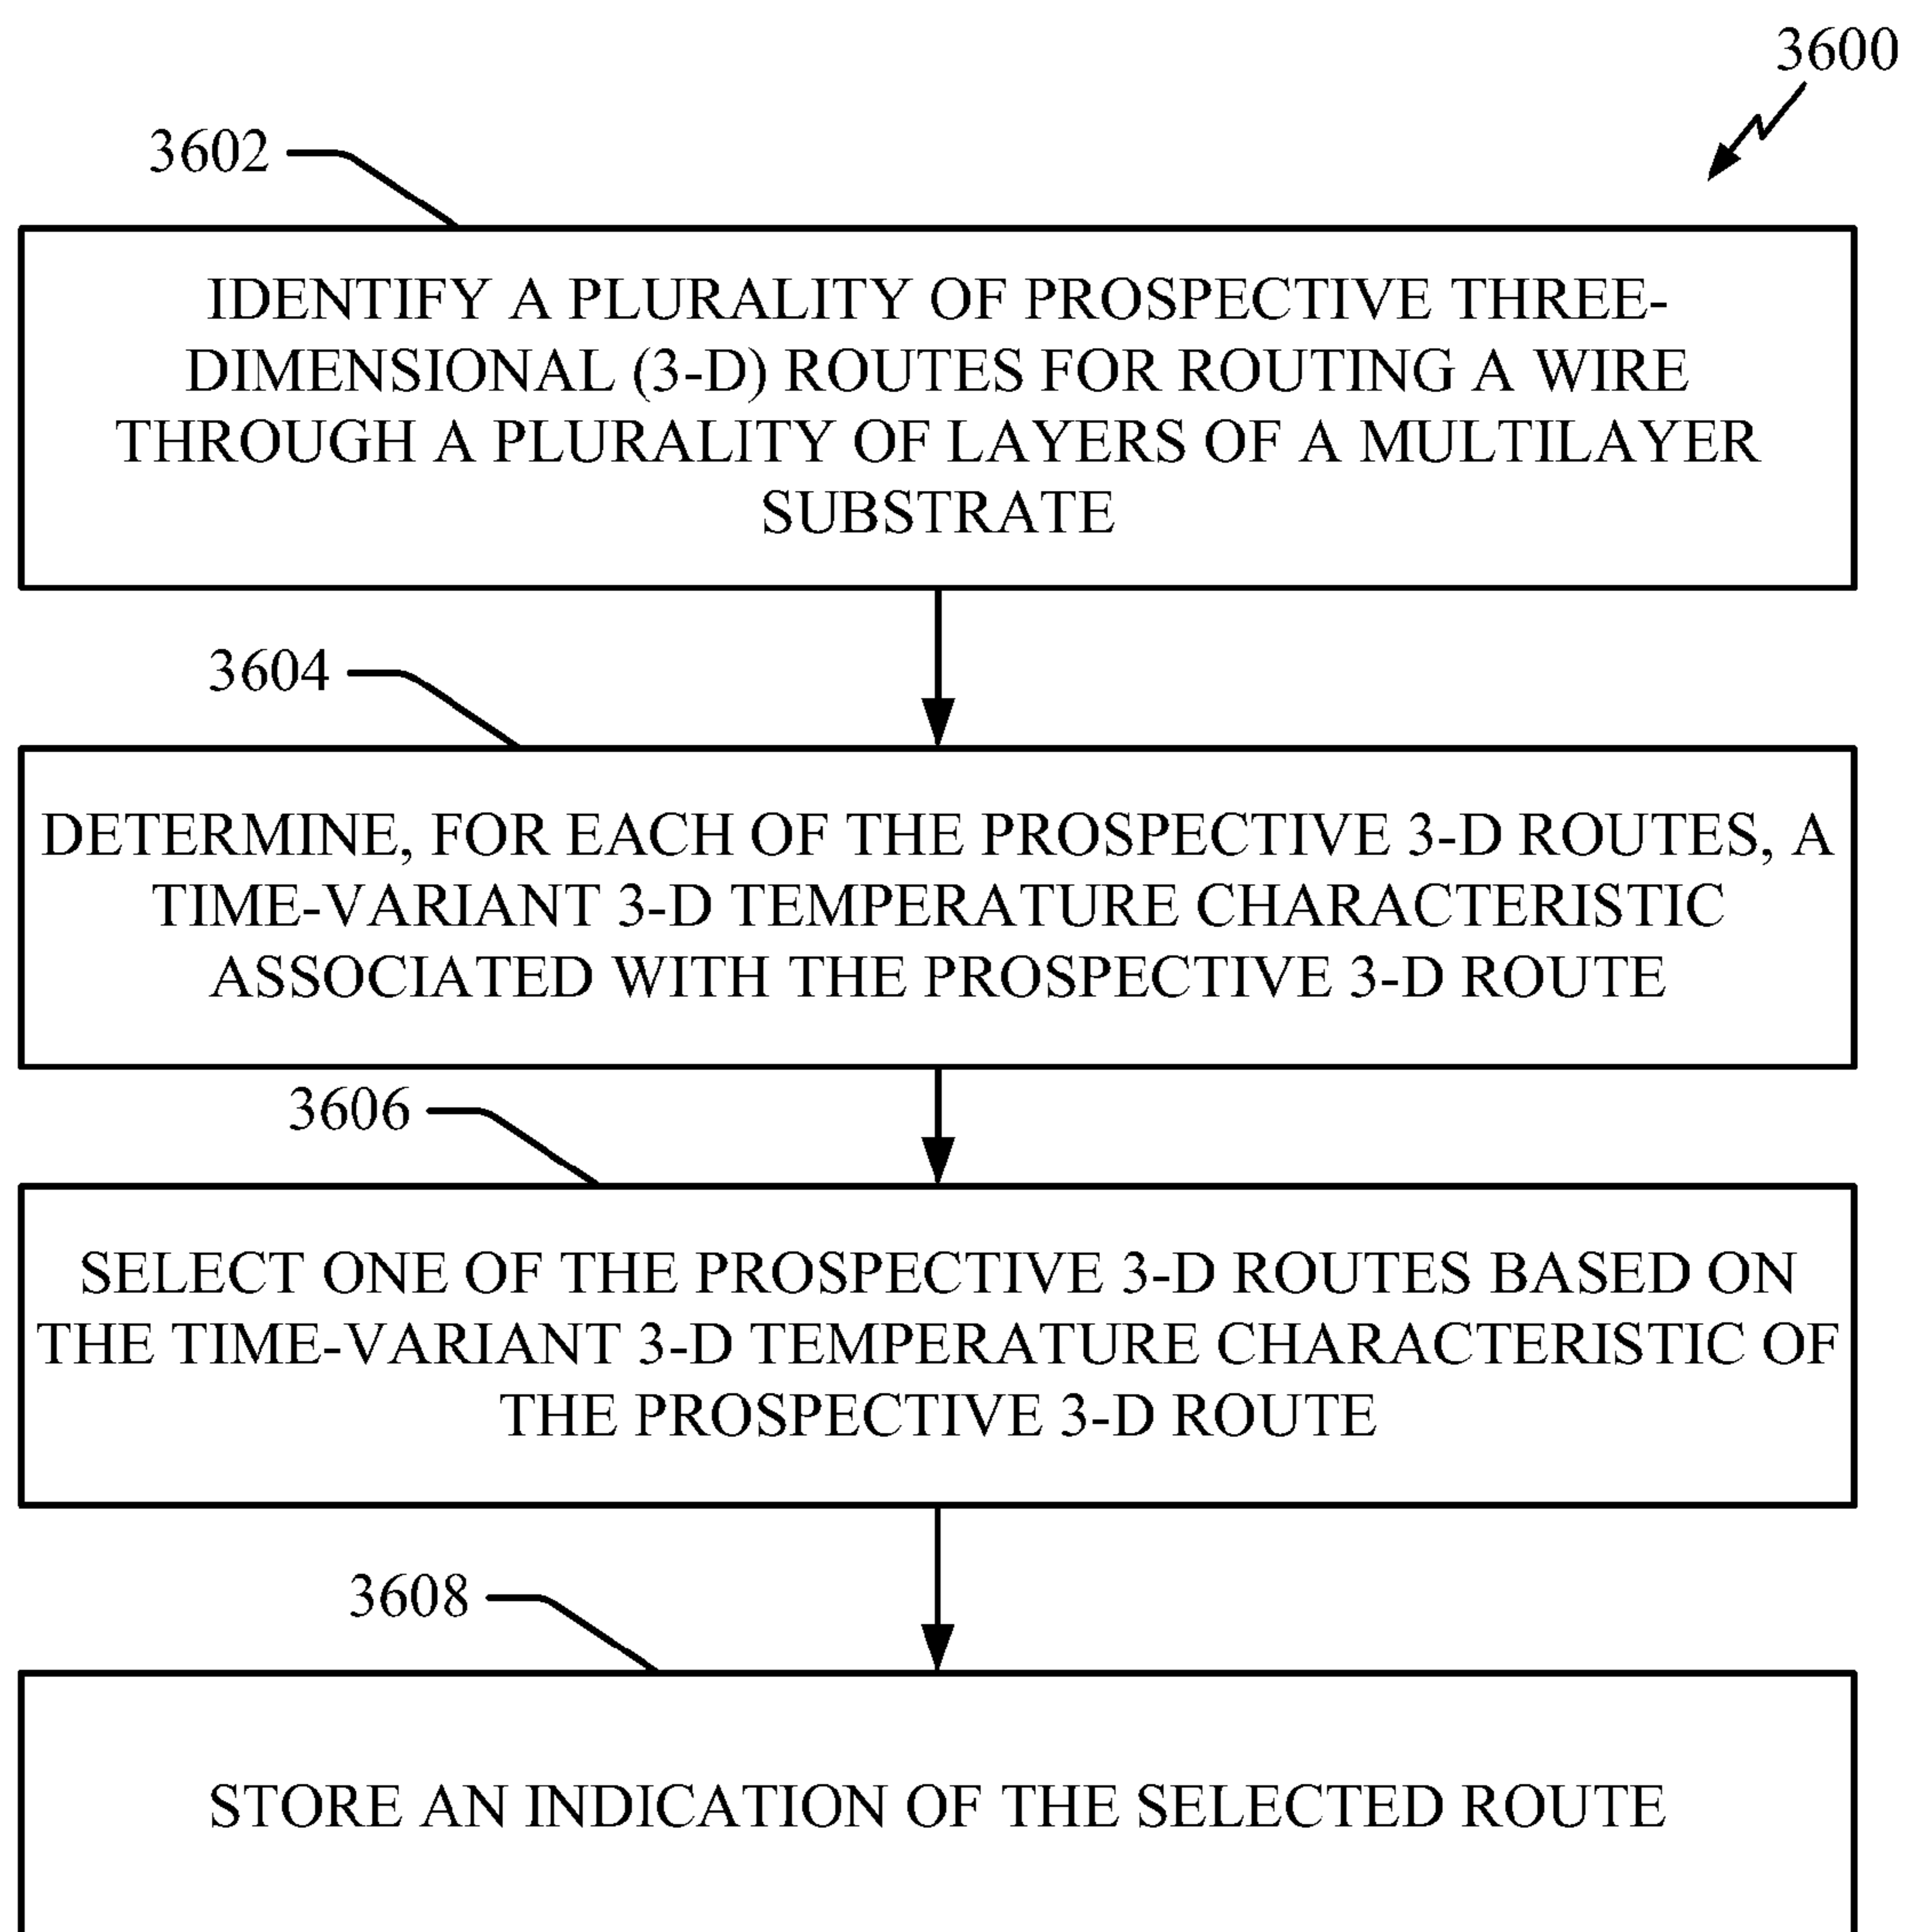 3600
3602
IDENTIFY A PLURALITY OF PROSPECTIVE THREE-
DIMENSIONAL (3-D) ROUTES FOR ROUTING A WIRE
THROUGH A PLURALITY OF LAYERS OF A MULTILAYER
SUBSTRATE
3604
DETERMINE, FOR EACH OF THE PROSPECTIVE 3-D ROUTES, A
TIME-VARIANT 3-D TEMPERATURE CHARACTERISTIC
ASSOCIATED WITH THE PROSPECTIVE 3-D ROUTE
3606
SELECT ONE OF THE PROSPECTIVE 3-D ROUTES BASED ON
THE TIME-VARIANT 3-D TEMPERATURE CHARACTERISTIC OF
THE PROSPECTIVE 3-D ROUTE
3608
STORE AN INDICATION OF THE SELECTED ROUTE